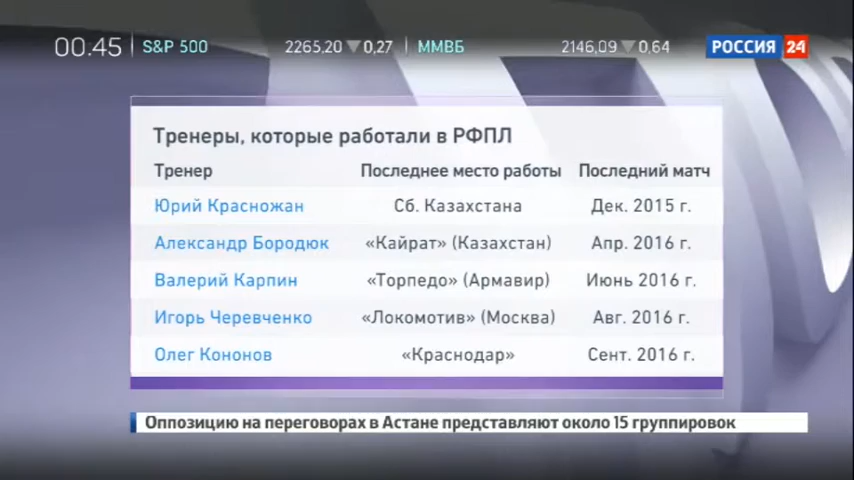 00.45 S&P 500 2265,20▼0,27 ММВБ 2146,09▼0,64 РОССИЯ 24
Тренеры, которые работали в РФПЛ
Тренер Последнее место работы Последний матч
Юрий Красножан Сб. Казахстана Дек. 2015 г.
Александр Бородюк «Кайрат» (Казахстан) Апр. 2016 г.
Валерий Карпин «Торпедо» (Армавир) Июнь 2016 г.
Игорь Черевченко «Локомотив» (Москва) Авг. 2016 г.
Олег Кононов «Краснодар» Сент. 2016 г.
Оппозицию на переговорах в Астане представляют около 15 группировок